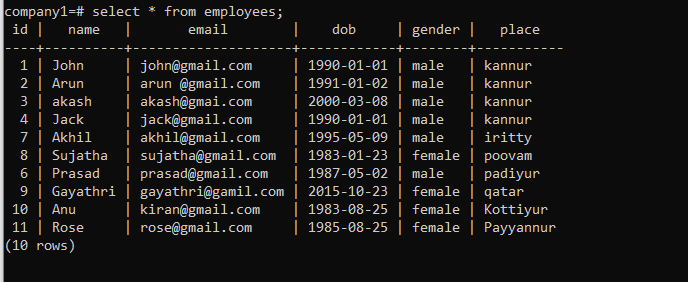 company1=# select * from employees;
 id |   name   |       email        |    dob     | gender |   place
----+----------+--------------------+------------+--------+-----------
  1 | John     | john@gmail.com     | 1990-01-01 | male   | kannur
  2 | Arun     | arun @gmail.com    | 1991-01-02 | male   | kannur
  3 | akash    | akash@gmai.com     | 2000-03-08 | male   | kannur
  4 | Jack     | jack@gmail.com     | 1990-01-01 | male   | kannur
  7 | Akhil    | akhil@gmail.com    | 1995-05-09 | male   | iritty
  8 | Sujatha  | sujatha@gmail.com  | 1983-01-23 | female | poovam
  6 | Prasad   | prasad@gmail.com   | 1987-05-02 | male   | padiyur
  9 | Gayathri | gayathri@gamil.com | 2015-10-23 | female | qatar
 10 | Anu      | kiran@gmail.com    | 1983-08-25 | female | Kottiyur
 11 | Rose     | rose@gmail.com     | 1985-08-25 | female | Payyannur
(10 rows)